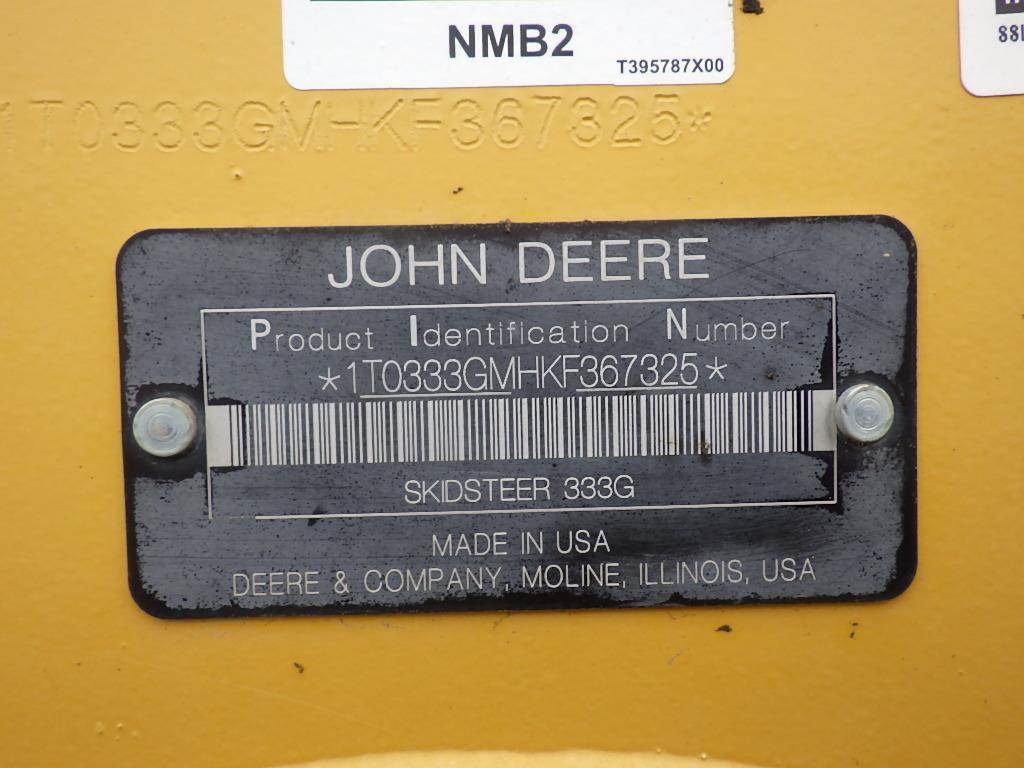 NMB2
T395787X00
88
1T0333GMHKF367325*
JOHN DEERE
Product Identification Number
*1T0333GMHKF367325*
SKIDSTEER 333G
MADE IN USA
DEERE & COMPANY, MOLINE, ILLINOIS, USA